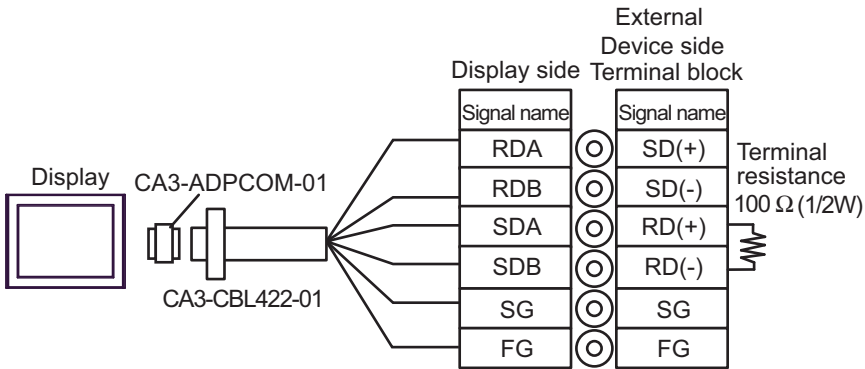 External
Device side
Display side Terminal block
Signal name Signal name
RDA SD(+)
RDB SD(-)
SDA RD(+)
SDB RD(-)
SG SG
FG FG
Terminal
resistance
100 Ω (1/2W)
Display
CA3-ADPCOM-01
CA3-CBL422-01